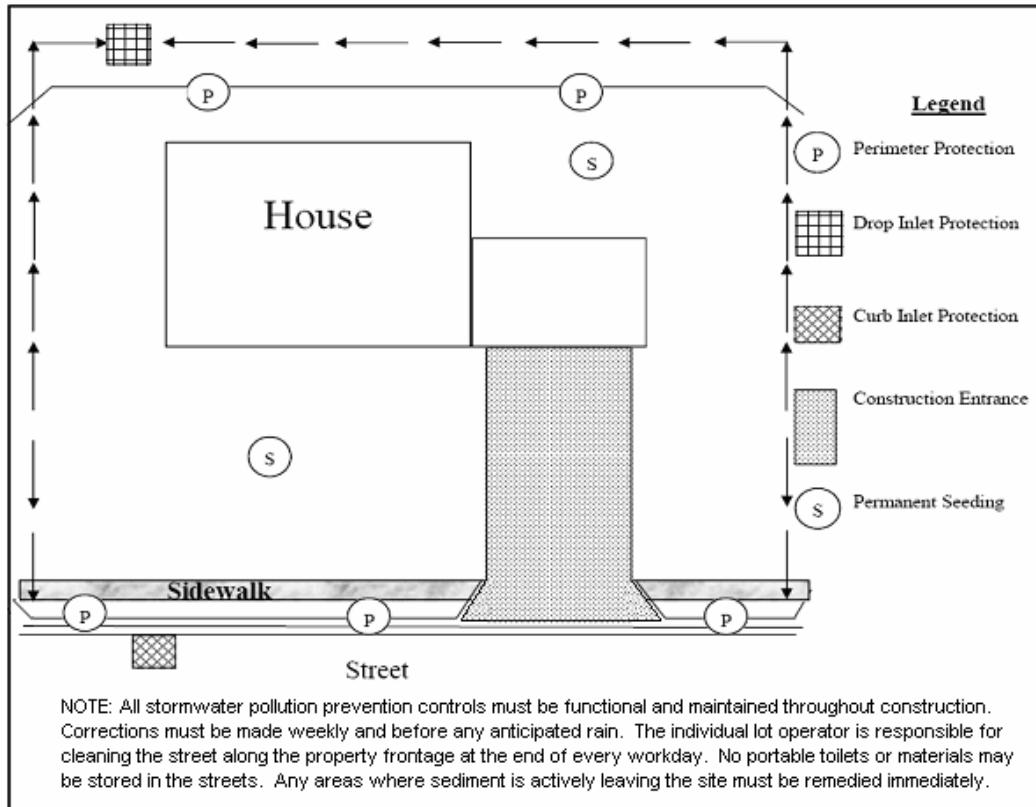 P
P
Legend
P
Perimeter Protection
S
House
Drop Inlet Protection
Curb Inlet Protection
Construction Entrance
S
S
Permanent Seeding
Sidewalk
P
P
P
Street
NOTE: All stormwater pollution prevention controls must be functional and maintained throughout construction.
Corrections must be made weekly and before any anticipated rain. The individual lot operator is responsible for
cleaning the street along the property frontage at the end of every workday. No portable toilets or materials may
be stored in the streets. Any areas where sediment is actively leaving the site must be remedied immediately.